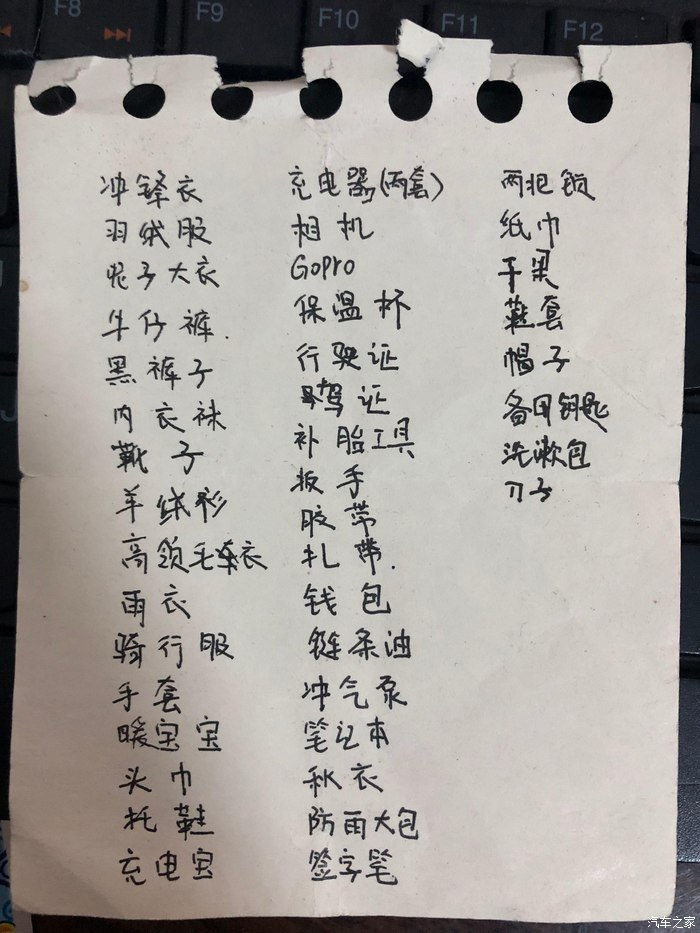 F8
F9
F10
F11
F12
冲锋衣
羽绒服
呢子大衣
牛仔裤.
黑裤子
内衣袜
靴子
羊绒衫
高领毛衣
雨衣
骑行服
手套
暖宝宝
头巾
托鞋
充电宝
充电器(两套)
相机
Gopro
保温杯
行驶证
驾证
补胎工具
扳手
胶带
扎带.
钱包
链条油
冲气泵
笔记本
秋衣
防雨大包
签字笔
两把锁
纸巾
干果
鞋套
帽子
备用钥匙
洗漱包
刀子
汽车之家